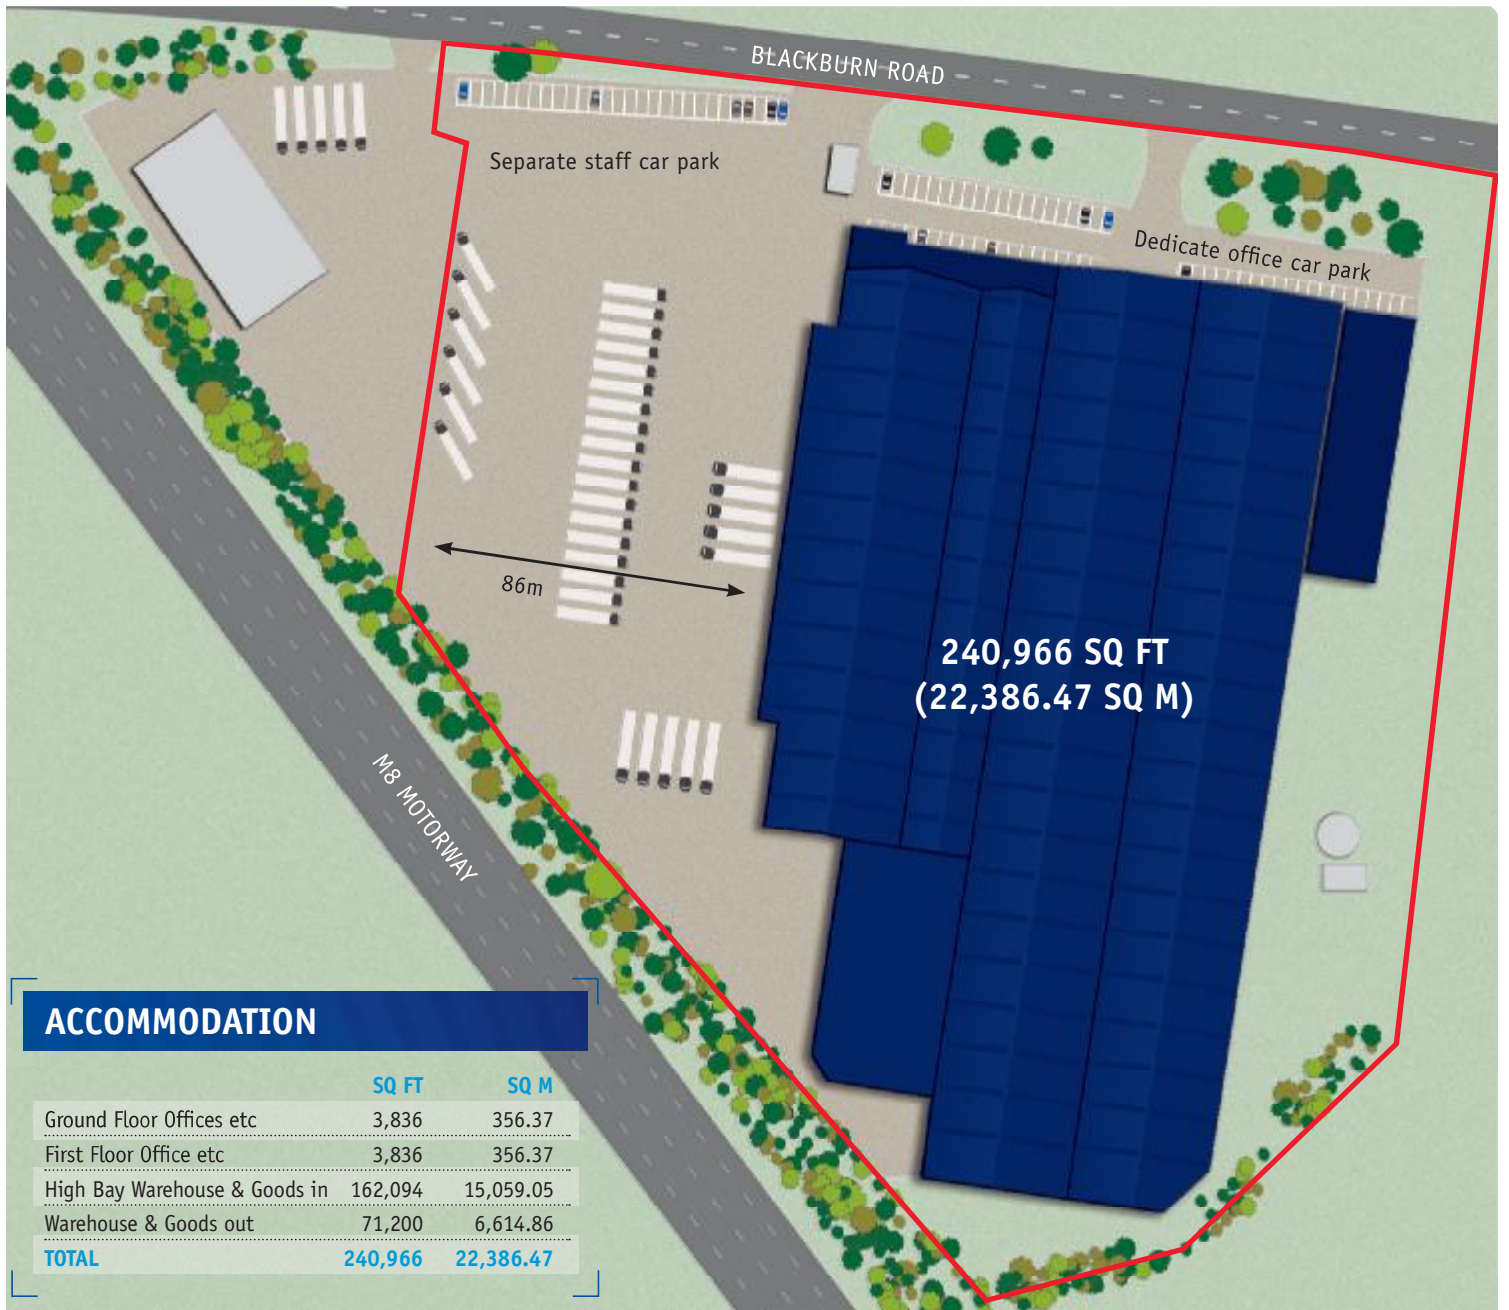 BLACKBURN ROAD
Separate staff car park
Dedicate office car park
86m
240,966 SQ FT
(22,386.47 SQ M)
M8 MOTORWAY
ACCOMMODATION
SQ FT SQ M
Ground Floor Offices etc 3,836 356.37
First Floor Office etc 3,836 356.37
High Bay Warehouse & Goods in 162,094 15,059.05
Warehouse & Goods out 71,200 6,614.86
TOTAL 240,966 22,386.47